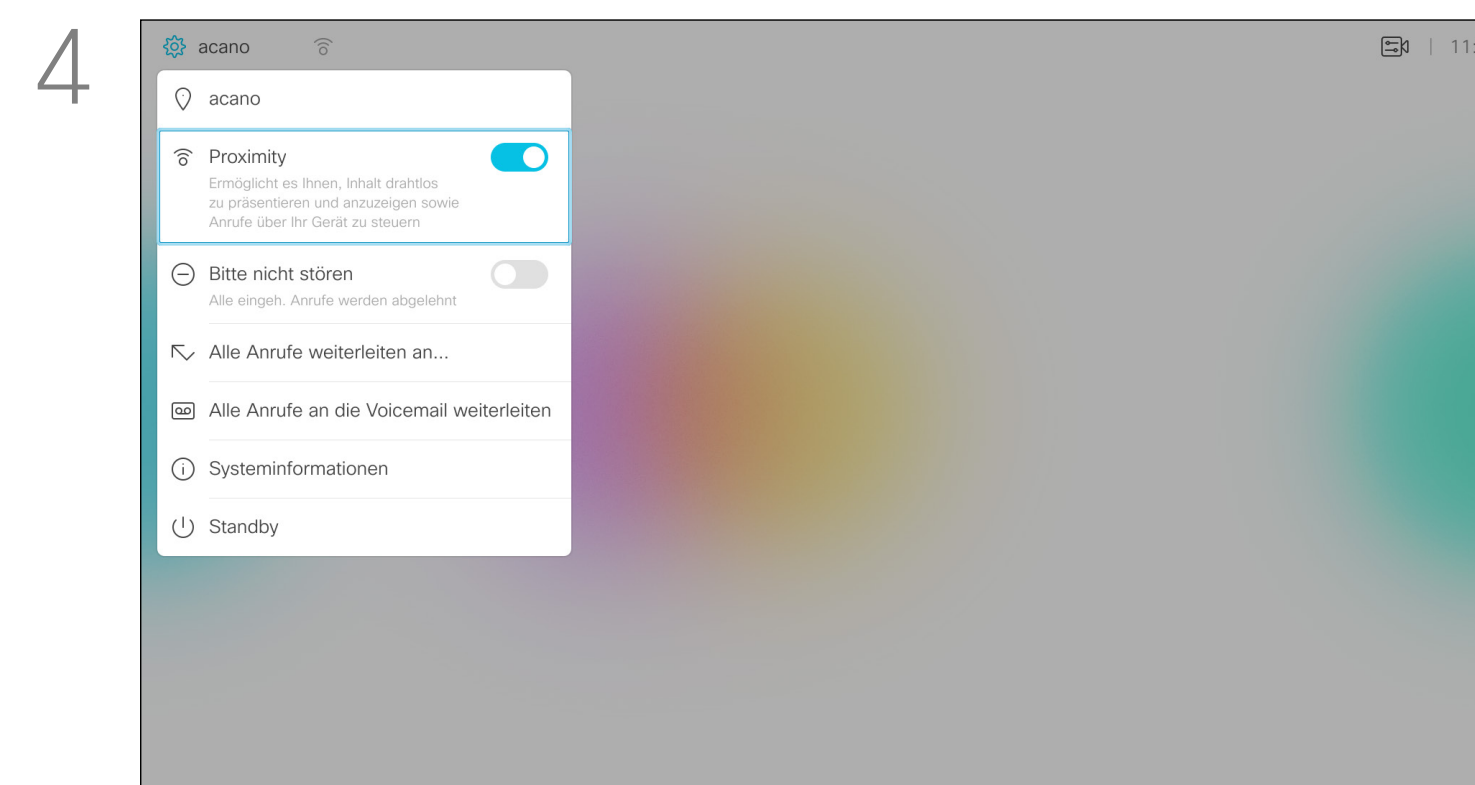 4
acano
11:
acano
Proximity
Ermöglicht es Ihnen, Inhalt drahtlos
zu präsentieren und anzuzeigen sowie
Anrufe über Ihr Gerät zu steuern
Bitte nicht stören
Alle eingeh. Anrufe werden abgelehnt
Alle Anrufe weiterleiten an...
Alle Anrufe an die Voicemail weiterleiten
Systeminformationen
Standby